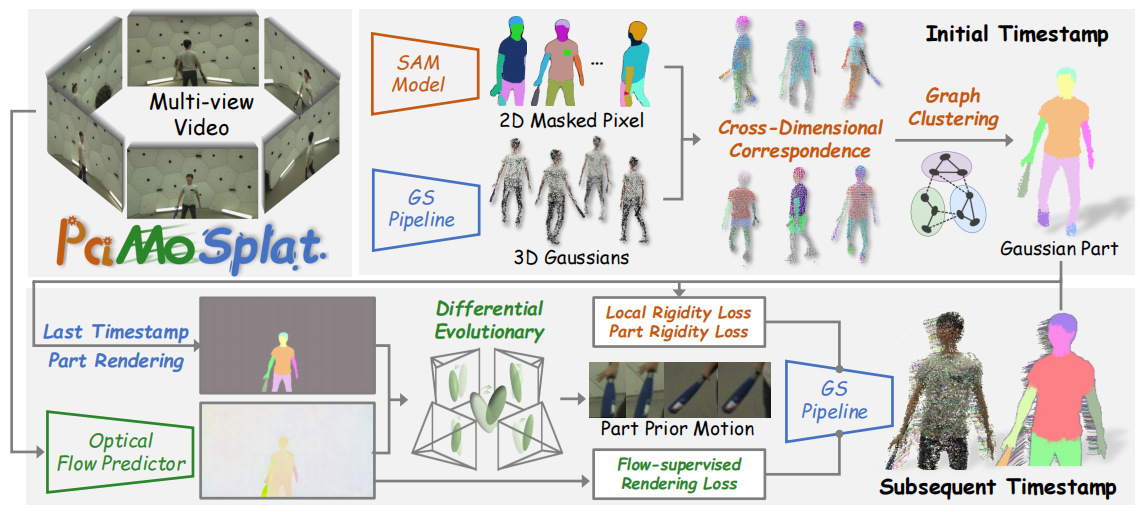 Multi-view
Video
PaMoSplat.
SAM
Model
GS
Pipeline
2D Masked Pixel
...
3D Gaussians
Cross-Dimensional
Correspondence
Graph
Clustering
Initial Timestamp
Gaussian Part
Last Timestamp
Part Rendering
Optical
Flow Predictor
Differential
Evolutionary
Local Rigidity Loss
Part Rigidity Loss
Part Prior Motion
Flow-supervised
Rendering Loss
GS
Pipeline
Subsequent Timestamp